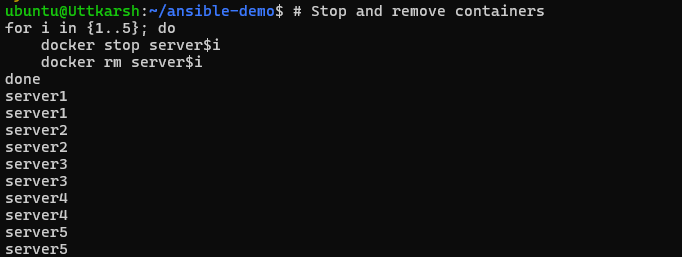 ubuntu@Uttkarsh:~/ansible-demo$ # Stop and remove containers
for i in {1..5}; do
    docker stop server$i
    docker rm server$i
done
server1
server1
server2
server2
server3
server3
server4
server4
server5
server5